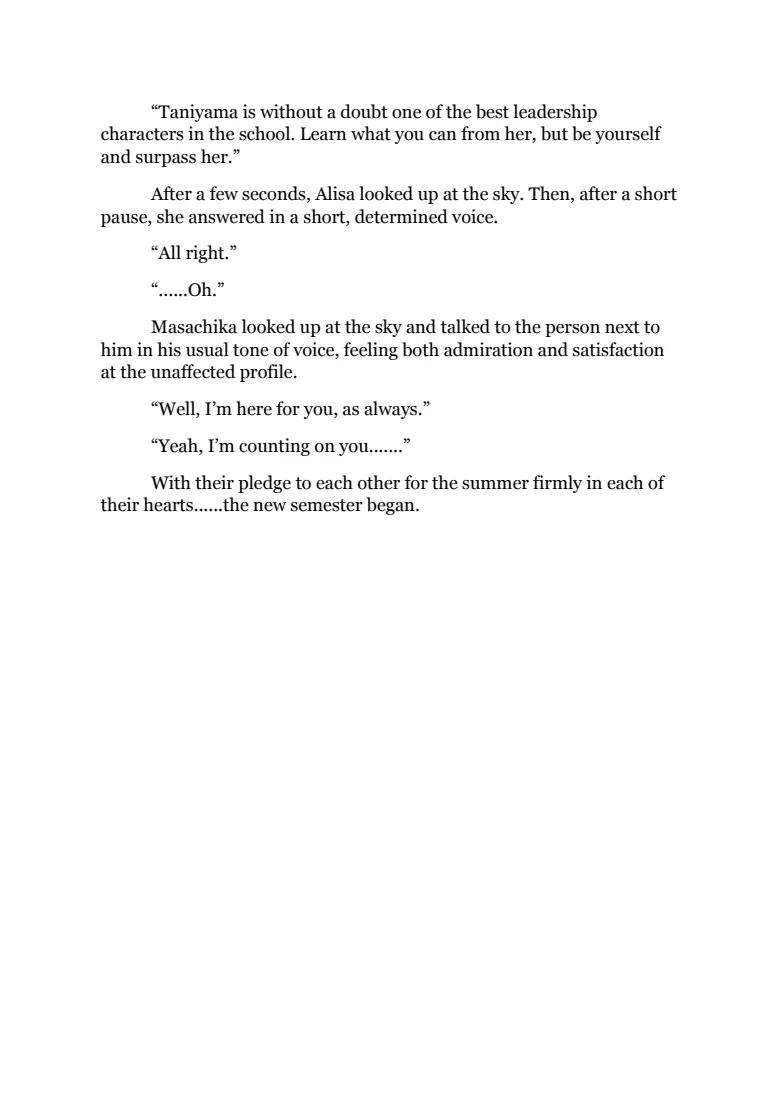 “Taniyama is without a doubt one of the best leadership
characters in the school. Learn what you can from her, but be yourself
and surpass her.”
After a few seconds, Alisa looked up at the sky. Then, after a short
pause, she answered in a short, determined voice.
“All right.”
“......Oh.”
Masachika looked up at the sky and talked to the person next to
him in his usual tone of voice, feeling both admiration and satisfaction
at the unaffected profile.
“Well, I’m here for you, as always.”
“Yeah, I’m counting on you.......”
With their pledge to each other for the summer firmly in each of
their hearts......the new semester began.